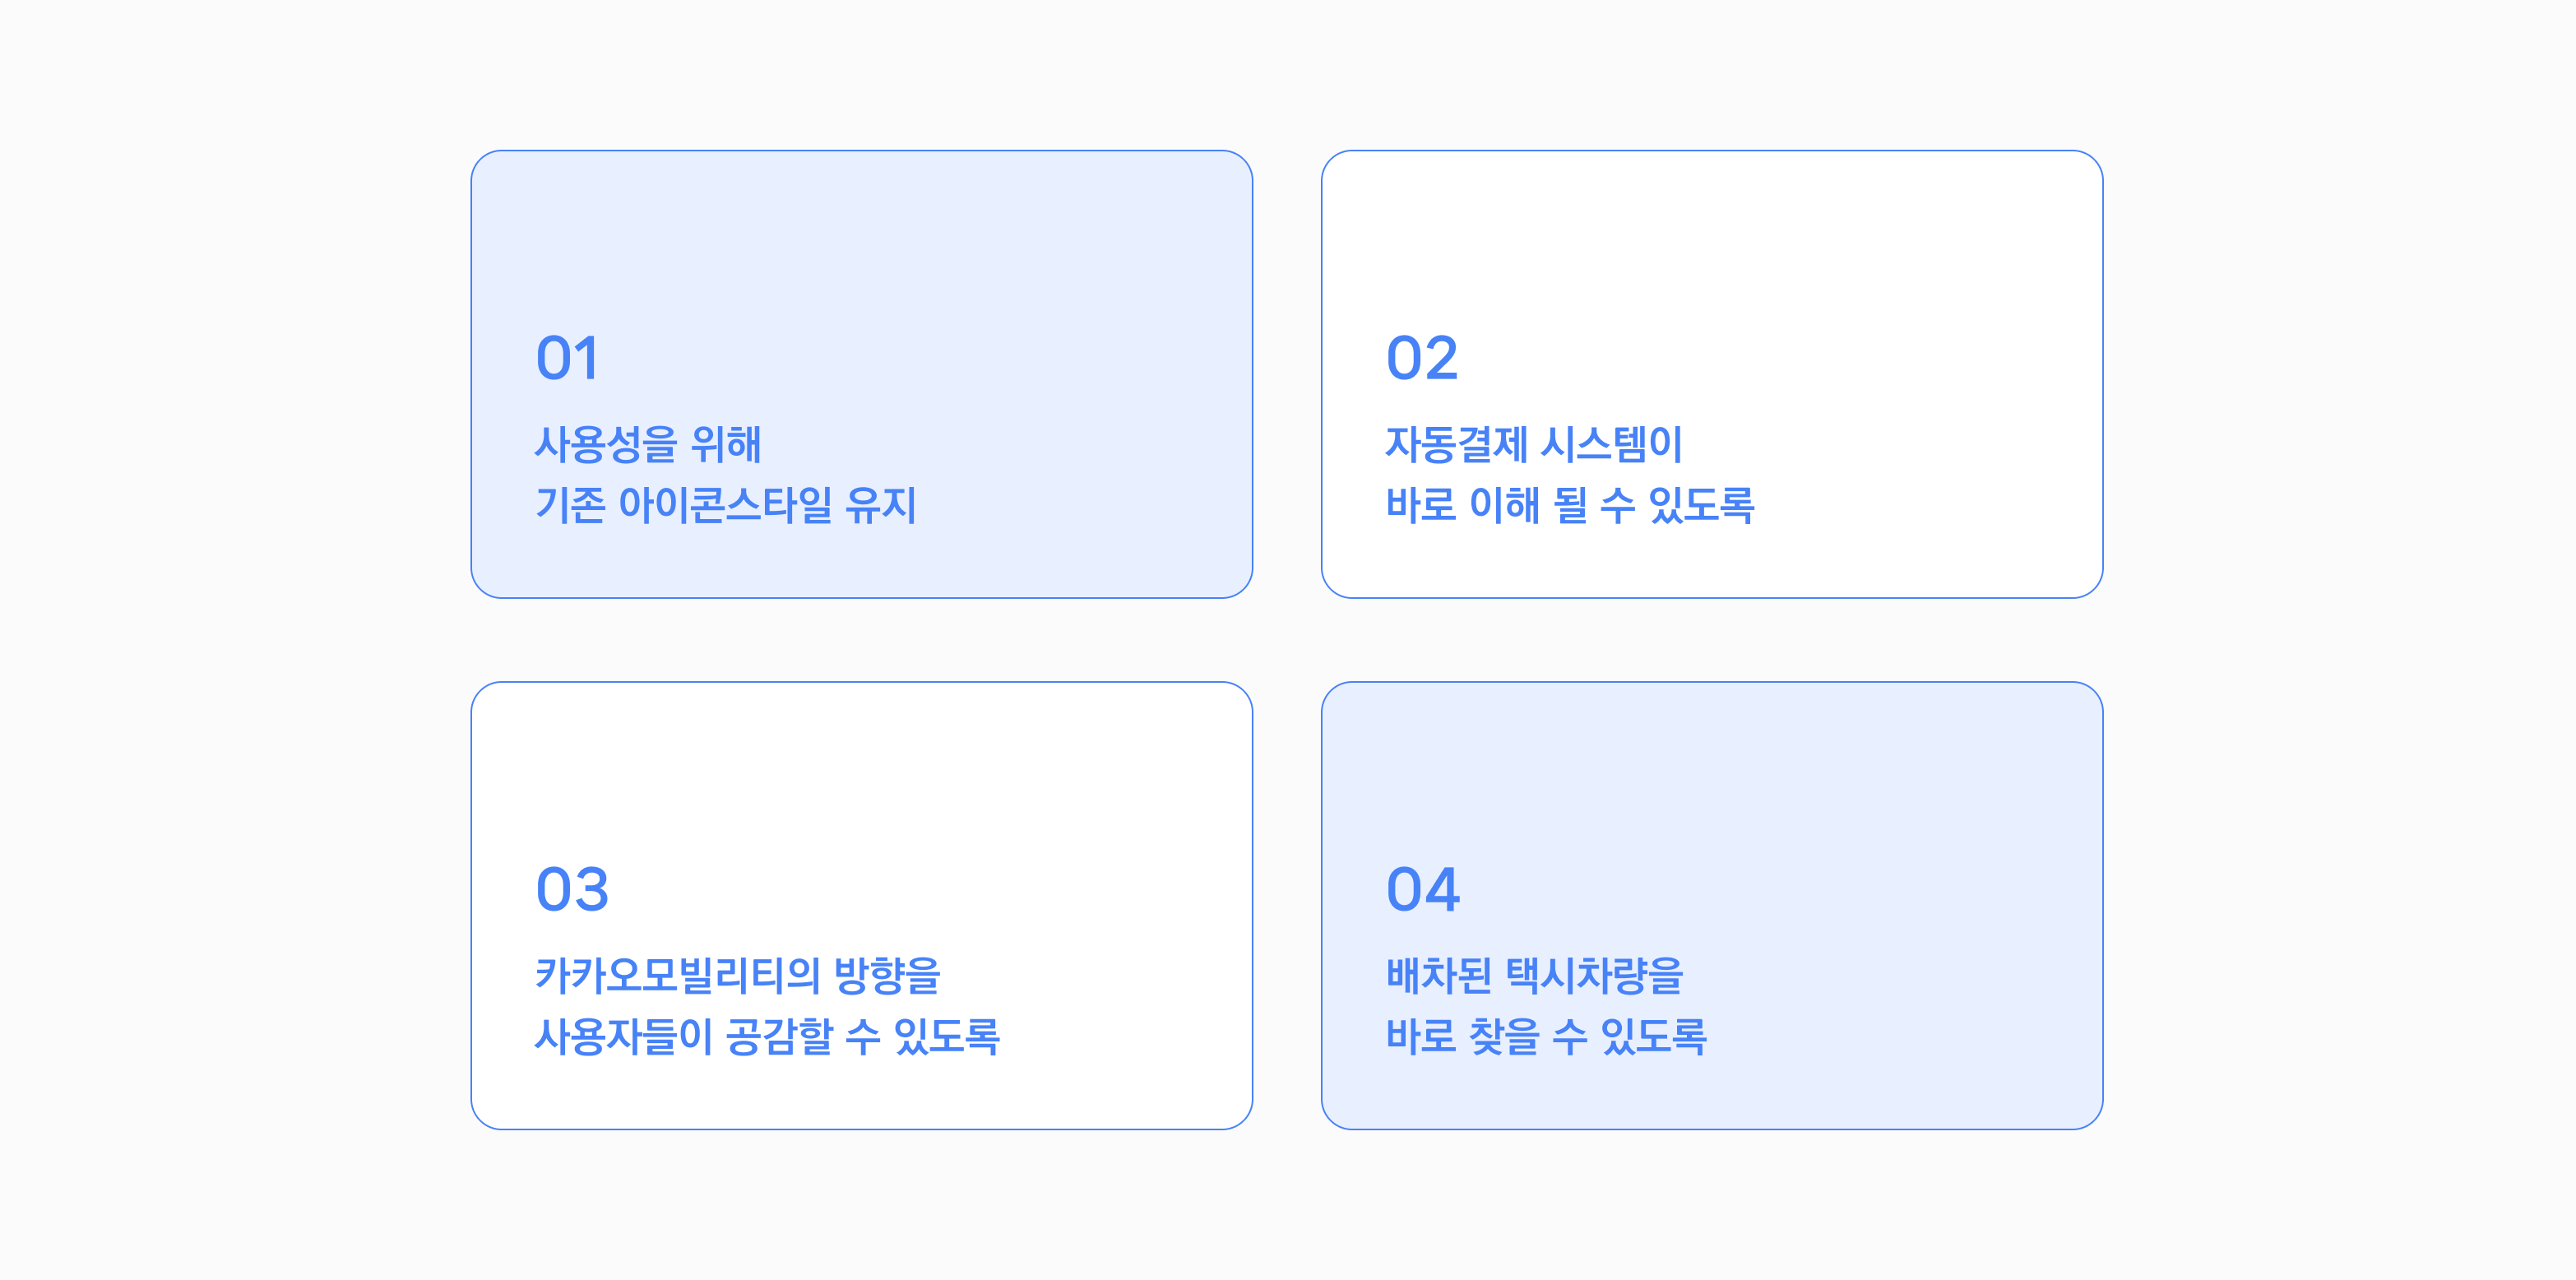 01
사용성을 위해
기존 아이콘스타일 유지
02
자동결제 시스템이
바로 이해 될 수 있도록
03
카카오모빌리티의 방향을
사용자들이 공감할 수 있도록
04
배차된 택시차량을
바로 찾을 수 있도록